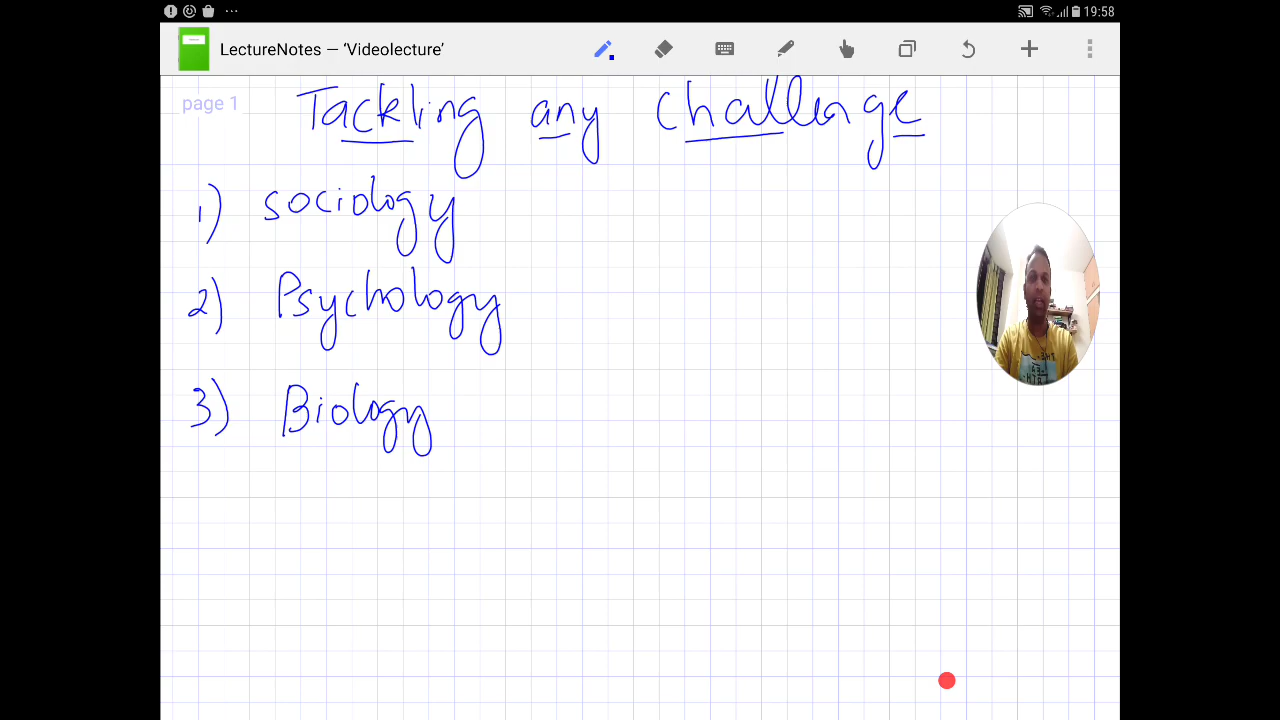 19:58
LectureNotes – ‘Videolecture’
page 1
Tackling any challenge
1) sociology
2) Psychology
3) Biology